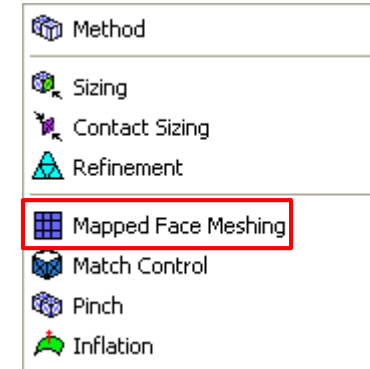 Method
Sizing
Contact Sizing
Refinement
Mapped Face Meshing
Match Control
Pinch
Inflation